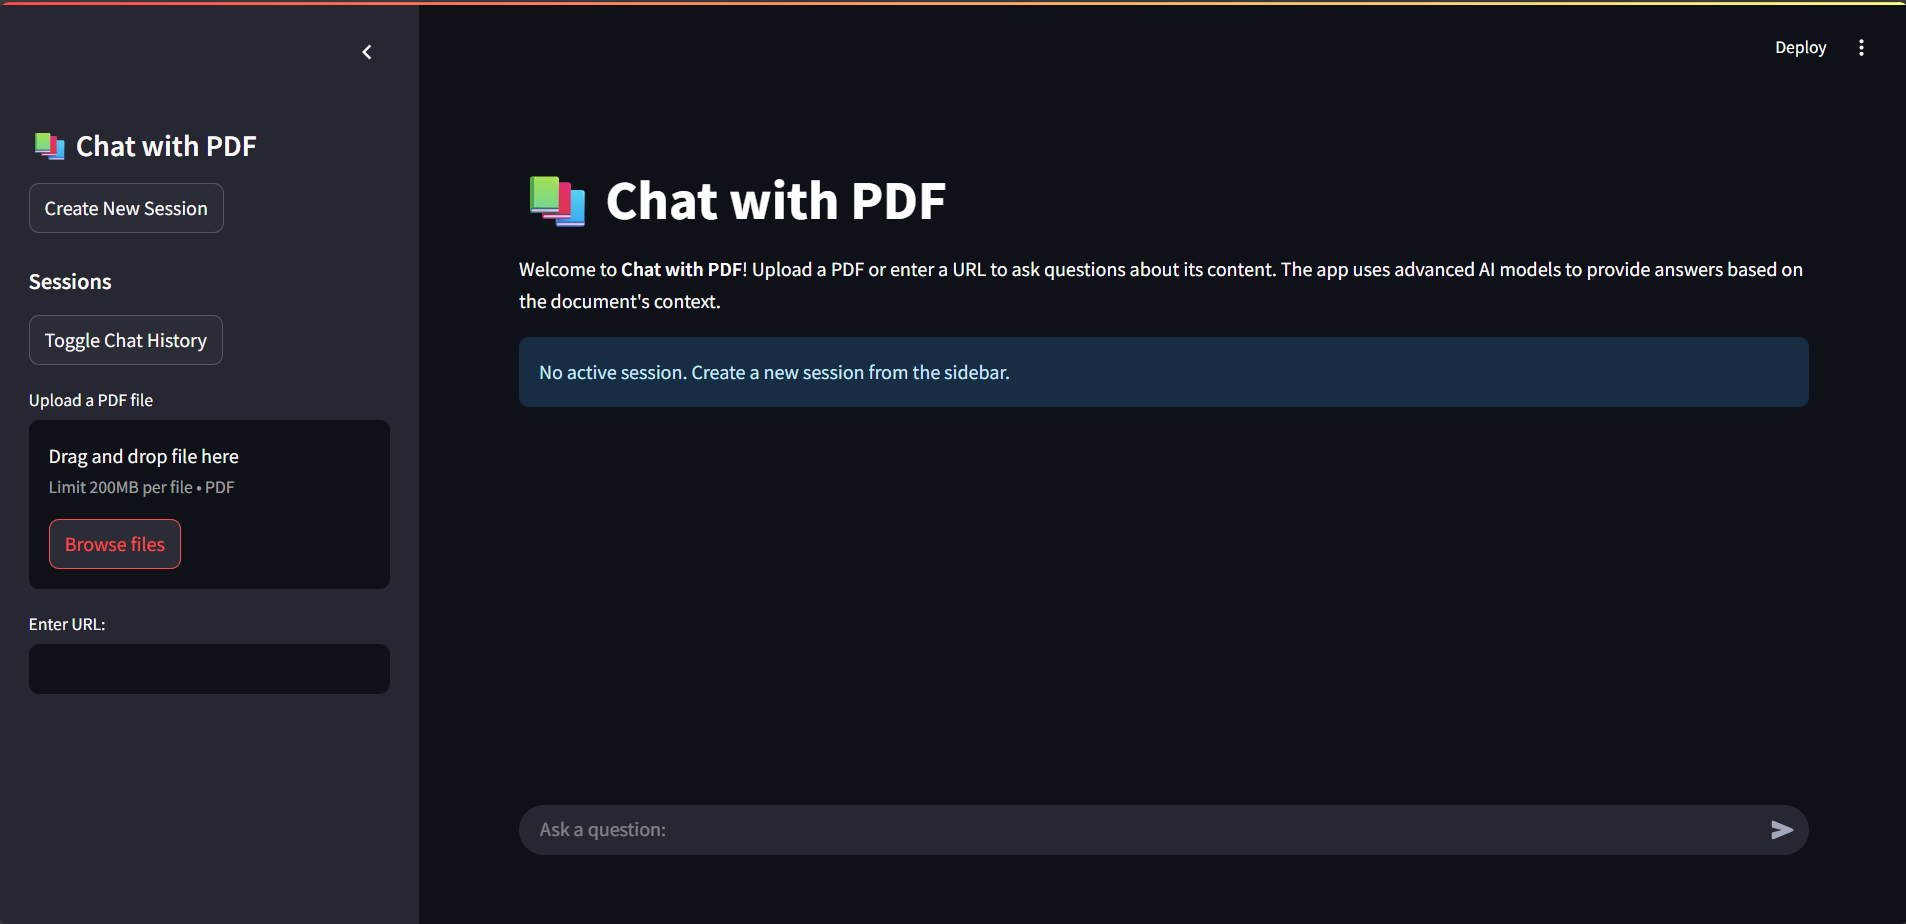 Deploy
Chat with PDF
Create New Session
Sessions
Toggle Chat History
Upload a PDF file
Drag and drop file here
Limit 200MB per file • PDF
Browse files
Enter URL:
Chat with PDF
Welcome to Chat with PDF! Upload a PDF or enter a URL to ask questions about its content. The app uses advanced AI models to provide answers based on
the document's context.
No active session. Create a new session from the sidebar.
Ask a question: